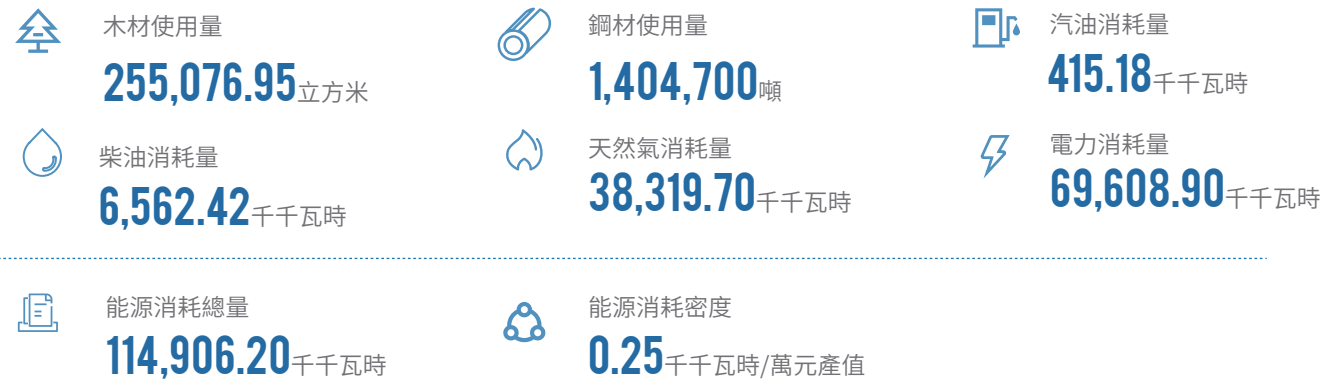 木材使用量
255,076.95立方米
鋼材使用量
1,404,700噸
汽油消耗量
415.18千千瓦時
柴油消耗量
6,562.42千千瓦時
天然氣消耗量
38,319.70千千瓦時
電力消耗量
69,608.90千千瓦時
能源消耗總量
114,906.20千千瓦時
能源消耗密度
0.25千千瓦時/萬元產值